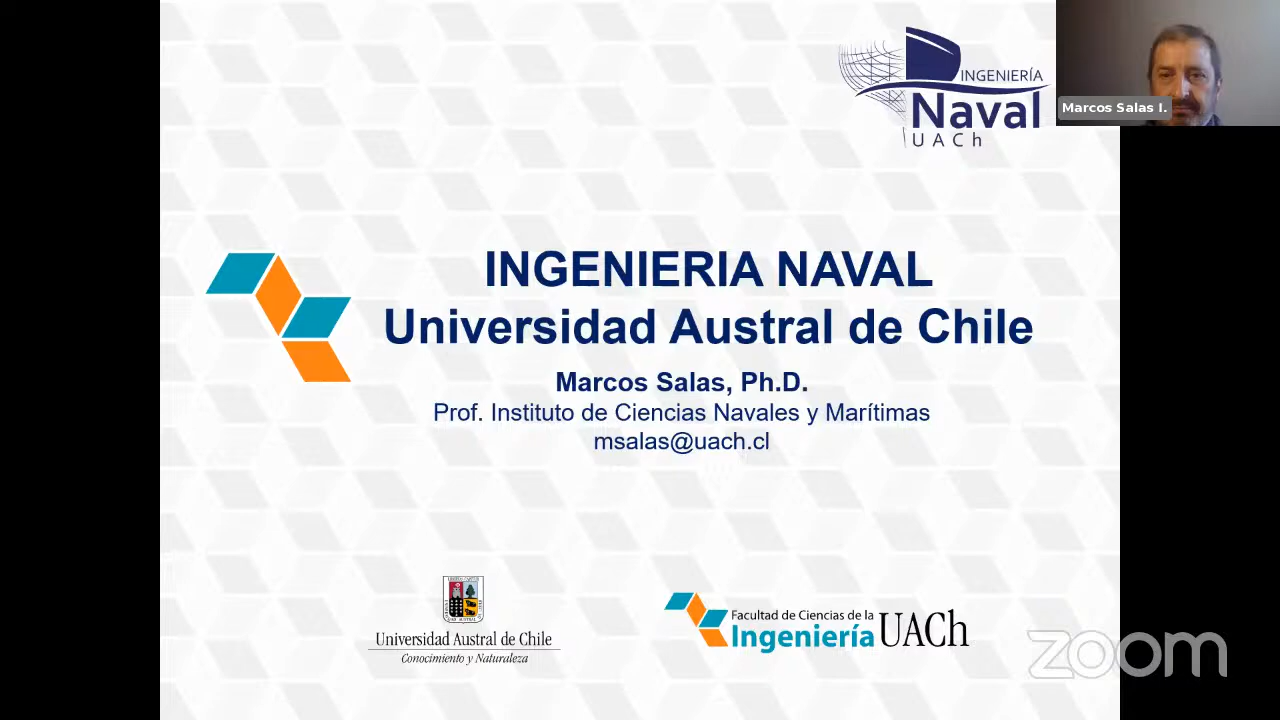 INGENIERÍA
Naval
UACh
Marcos Salas I.
INGENIERIA NAVAL
Universidad Austral de Chile
Marcos Salas, Ph.D.
Prof. Instituto de Ciencias Navales y Marítimas
msalas@uach.cl
Universidad Austral de Chile
Conocimiento y Naturaleza
Facultad de Ciencias de la
Ingeniería UACh
zoom